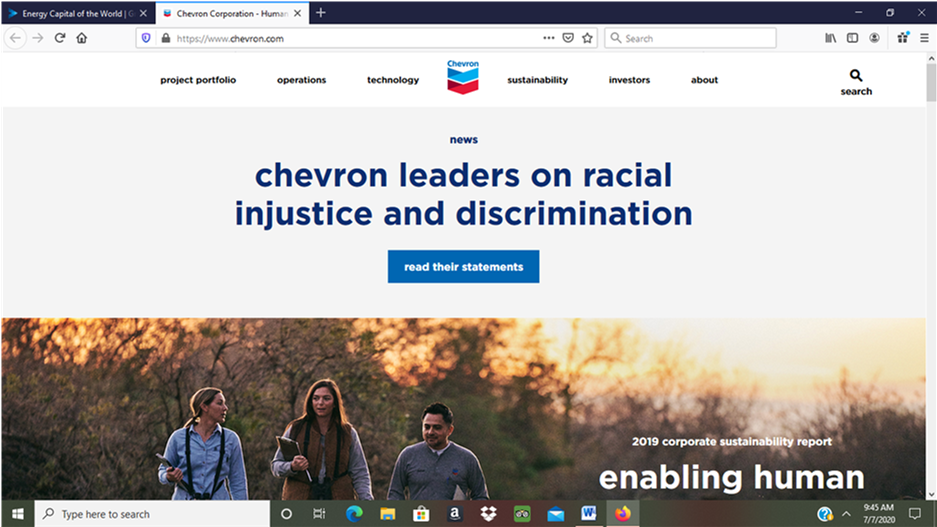 Energy Capital of the World | G
Chevron Corporation - Human
https://www.chevron.com
Search
project portfolio
operations
technology
Chevron
sustainability
investors
about
search
news
chevron leaders on racial
injustice and discrimination
read their statements
2019 corporate sustainability report
enabling human
Type here to search
9:45 AM
7/7/2020